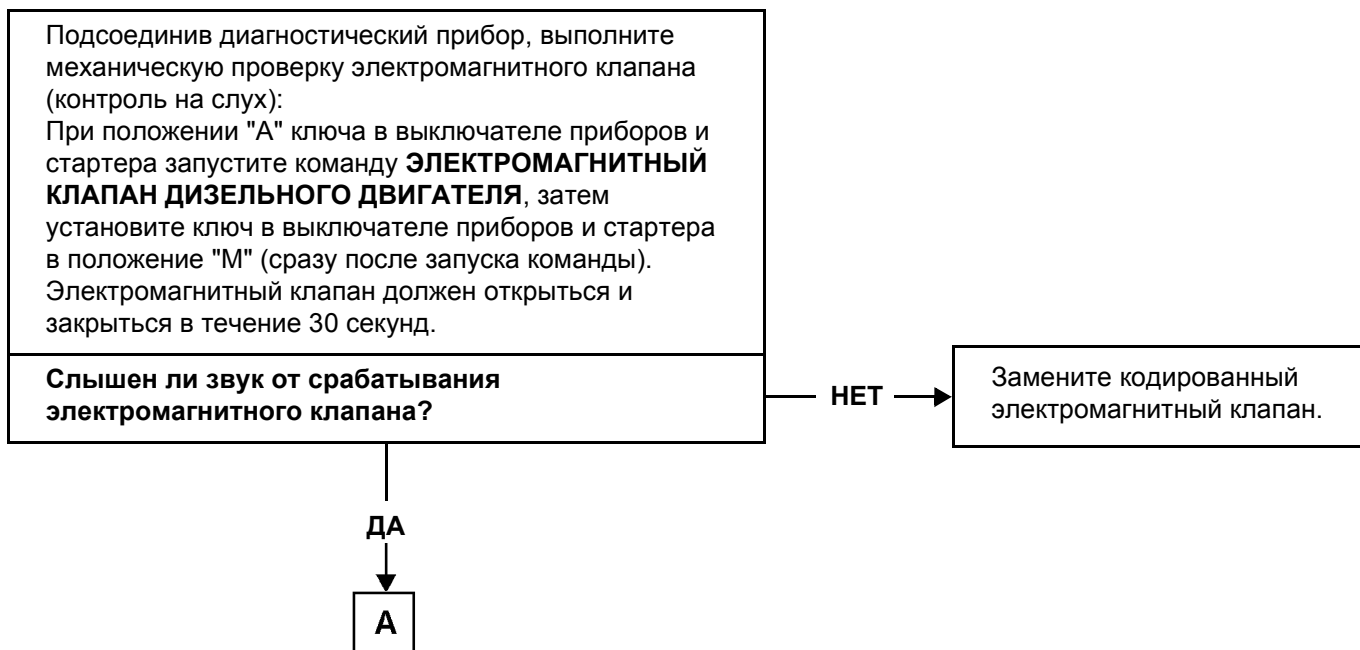 Подсоединив диагностический прибор, выполните
механическую проверку электромагнитного клапана
(контроль на слух):
При положении "А" ключа в выключателе приборов и
стартера запустите команду ЭЛЕКТРОМАГНИТНЫЙ
КЛАПАН ДИЗЕЛЬНОГО ДВИГАТЕЛЯ, затем
установите ключ в выключателе приборов и стартера
в положение "М" (сразу после запуска команды).
Электромагнитный клапан должен открыться и
закрыться в течение 30 секунд.
Слышен ли звук от срабатывания
электромагнитного клапана?
НЕТ
Замените кодированный
электромагнитный клапан.
ДА
А